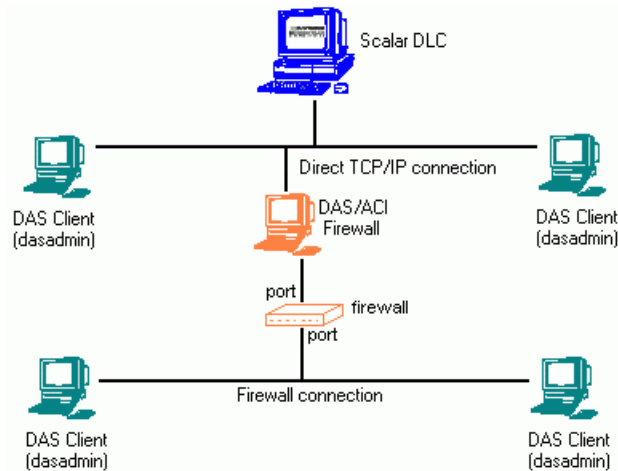 Scalar DLC
Direct TCP/IP connection
DAS Client
(dasadmin)
DAS/ACI
Firewall
DAS Client
(dasadmin)
port
firewall
port
Firewall connection
DAS Client
(dasadmin)
DAS Client
(dasadmin)